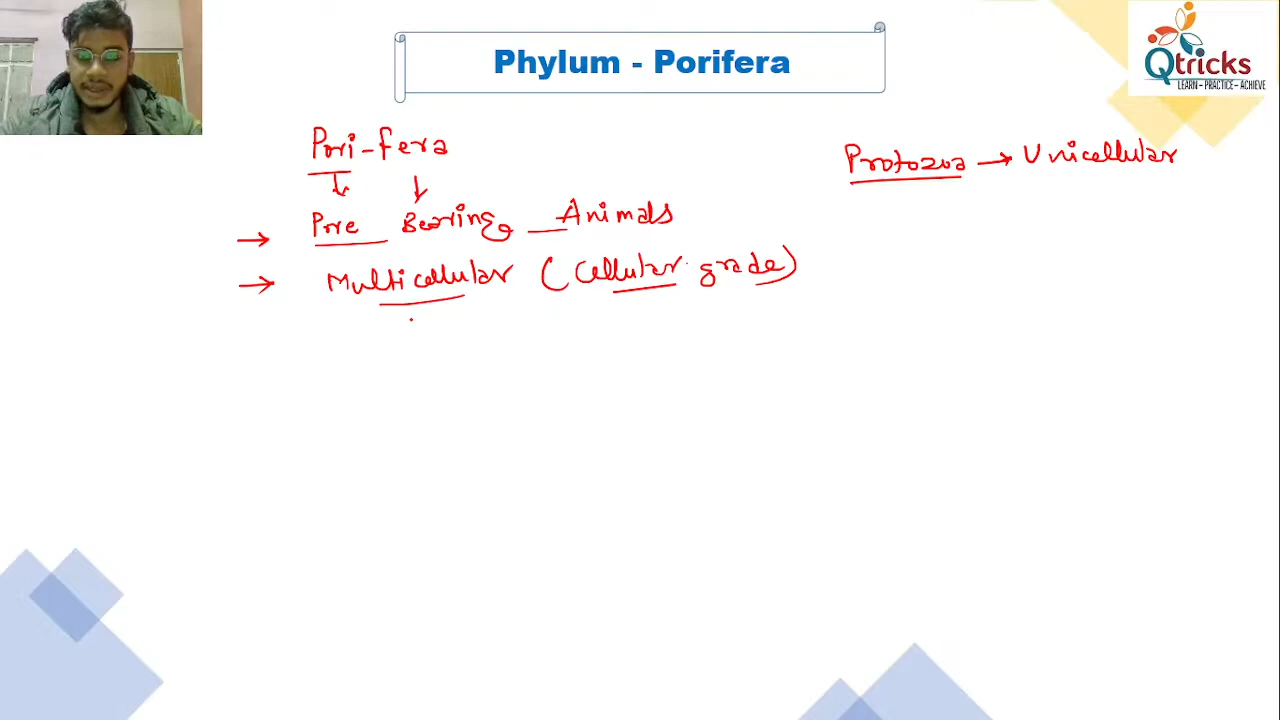 Phylum - Porifera
Qtricks
LEARN - PRACTICE - ACHIEVE
Pori-fera
Protozoa → Unicellular
→ Pore Bearing Animals
→ Multicellular (Cellular grade)